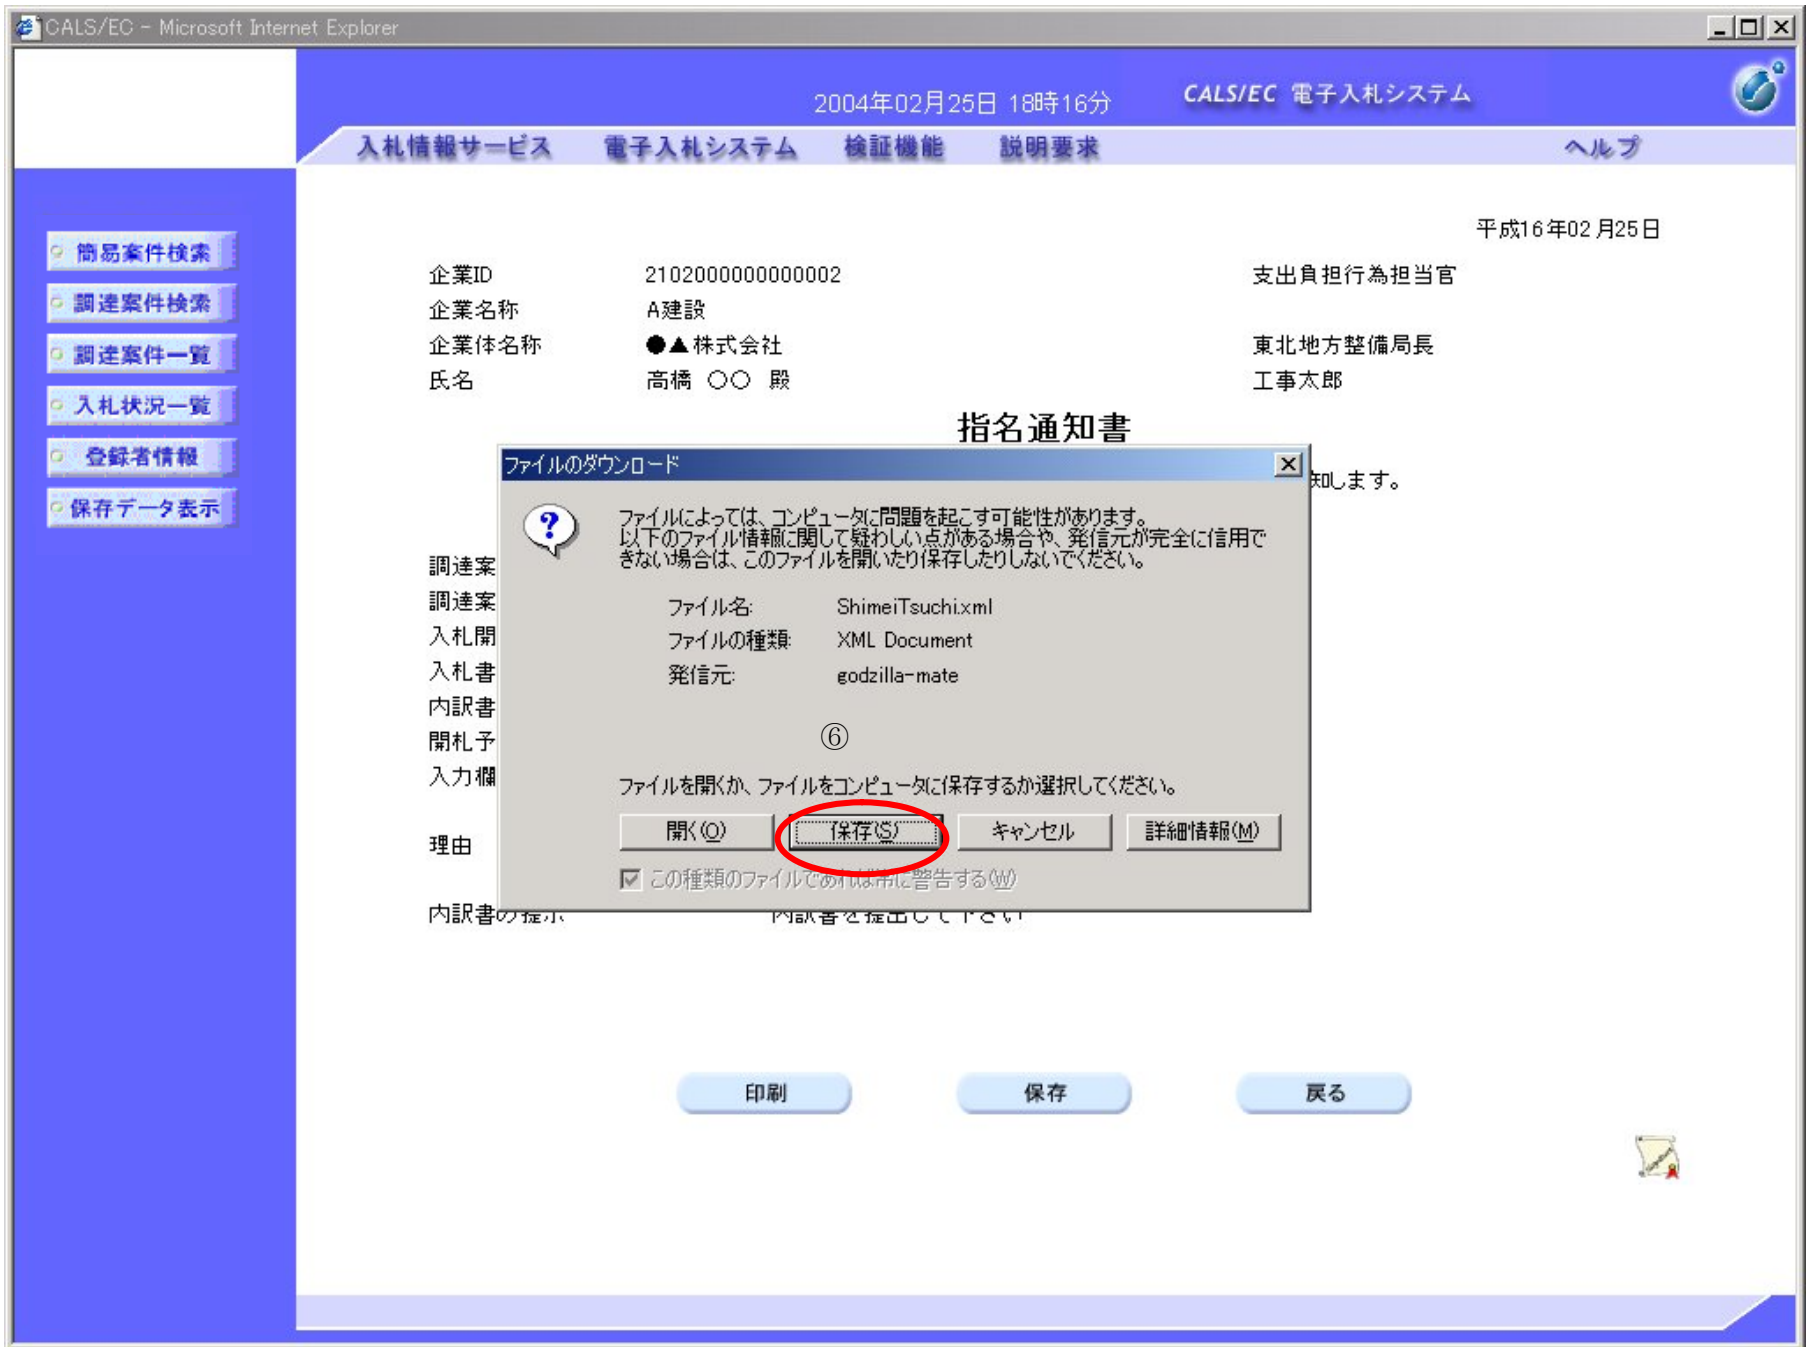 CALS/EC - Microsoft Internet Explorer
2004年02月25日 18時16分
CALS/EC 電子入札システム
入札情報サービス 電子入札システム 検証機能 説明要求 ヘルプ
簡易案件検索
調達案件検索
調達案件一覧
入札状況一覧
登録者情報
保存データ表示
平成16年02月25日
企業ID 2102000000000002 支出負担行為担当官
企業名称 A建設
企業体名称 ●▲株式会社 東北地方整備局長
氏名 高橋 〇〇 殿 工事太郎
指名通知書
知します。
調達案
調達案
入札開
入札書
内訳書
開札予
入力欄
理由
内訳書の提示 内訳書を提出して下さい
ファイルのダウンロード
ファイルによっては、コンピュータに問題を起こす可能性があります。
以下のファイル情報に関して疑わしい点がある場合や、発信元が完全に信用で
きない場合は、このファイルを開いたり保存したりしないでください。
ファイル名: ShimeiTsuchi.xml
ファイルの種類: XML Document
発信元: godzilla-mate
⑥
ファイルを開くか、ファイルをコンピュータに保存するか選択してください。
開く(O) 保存(S) キャンセル 詳細情報(M)
この種類のファイルであれば常に警告する(W)
印刷 保存 戻る